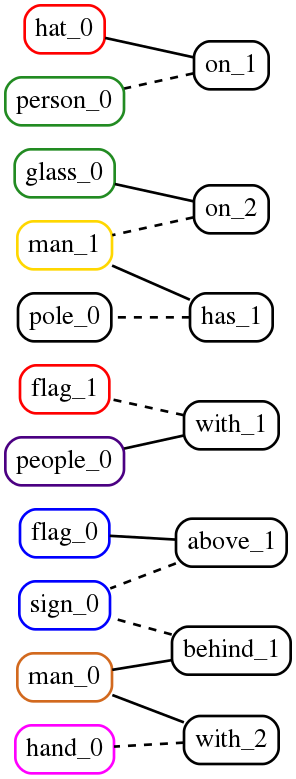 hat_0
on_1
person_0
glass_0
on_2
man_1
pole_0
has_1
flag_1
with_1
people_0
flag_0
above_1
sign_0
behind_1
man_0
with_2
hand_0